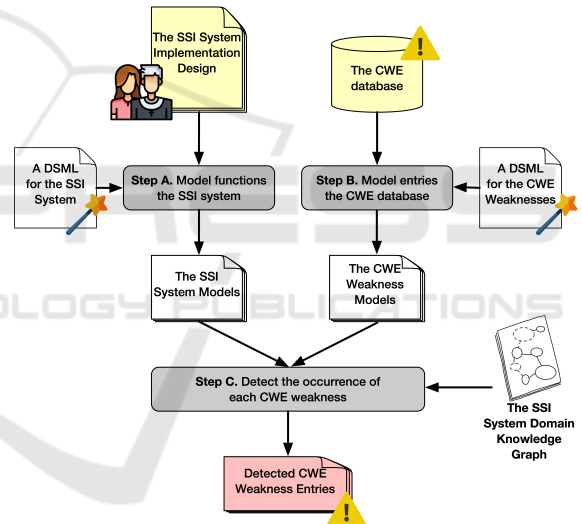 The SSI System
Implementation
Design
The CWE
database
A DSML
for the SSI
System
Step A. Model functions
the SSI system
Step B. Model entries
the CWE database
A DSML
for the CWE
Weaknesses
The SSI
System Models
The CWE
Weakness
Models
OLOGY PUBLICATIONS
Step C. Detect the occurrence of
each CWE weakness
The SSI
System Domain
Knowledge
Graph
Detected CWE
Weakness Entries